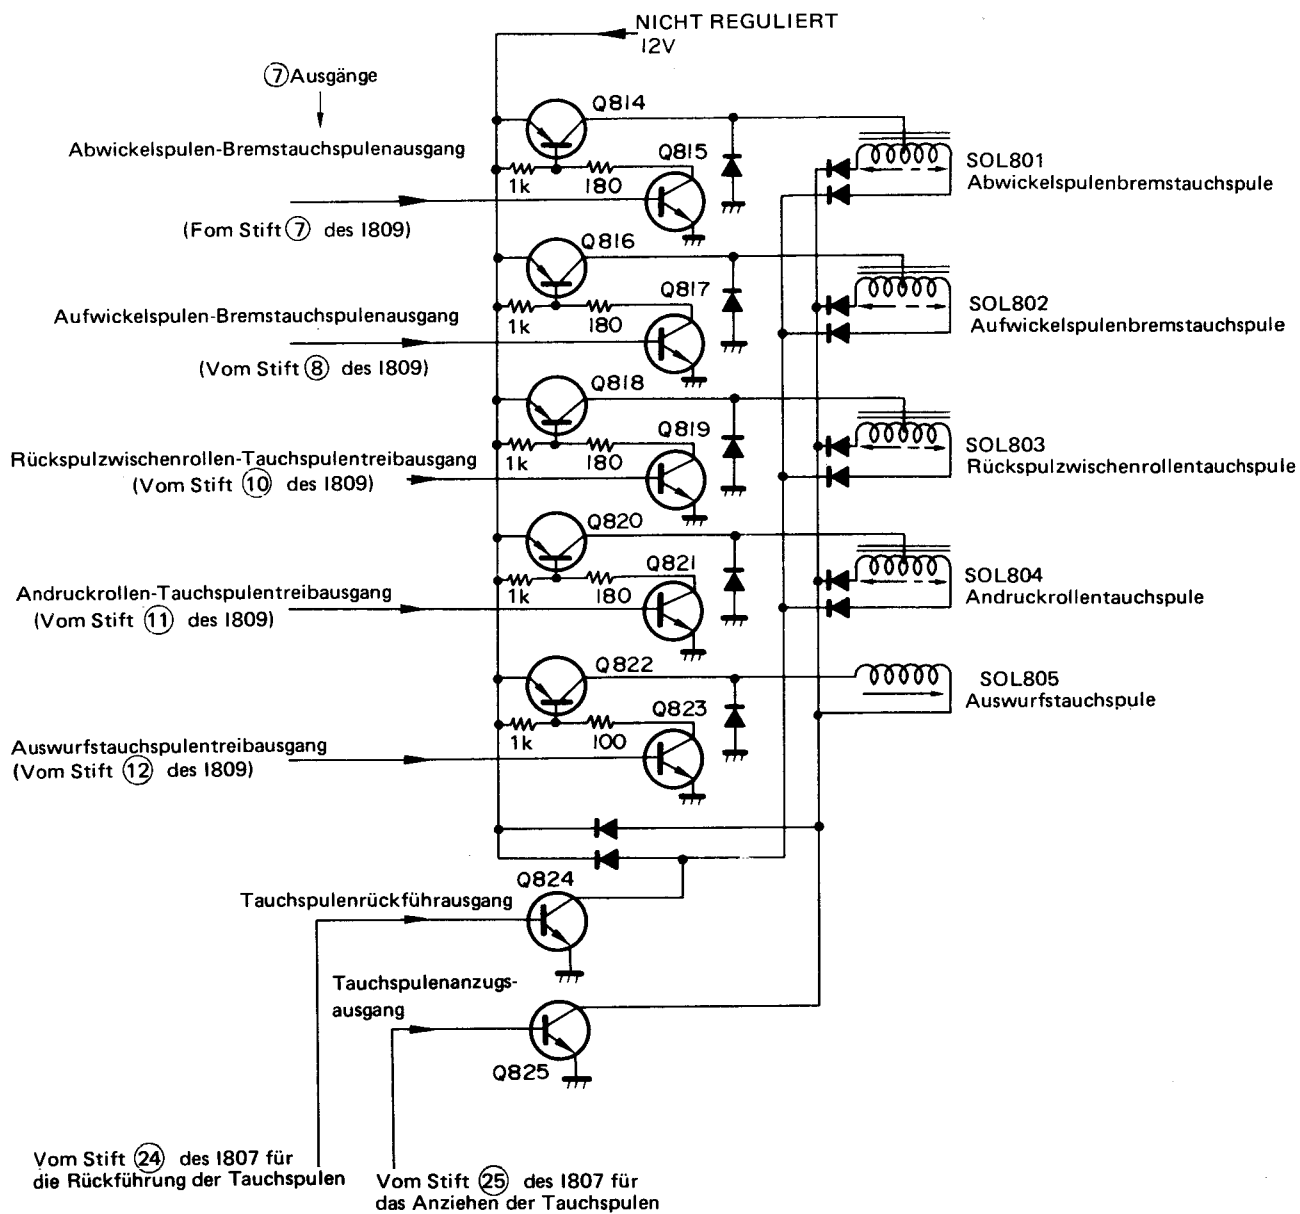 NICHT REGULIERT
12V
⑦Ausgänge
Q814
Abwickelspulen-Bremstauchspulenausgang
Q815
1k
180
SOL801
Abwickelspulenbremstauchspule
(Fom Stift ⑦ des I809)
Q816
Q817
Aufwickelspulen-Bremstauchspulenausgang
1k
180
SOL802
Aufwickelspulenbremstauchspule
(Vom Stift ⑧ des I809)
Q818
Q819
Rückspulzwischenrollen-Tauchspulentreibausgang
1k
180
SOL803
Rückspulzwischenrollentauchspule
(Vom Stift ⑩ des I809)
Q820
Q821
Andruckrollen-Tauchspulentreibausgang
1k
180
SOL804
Andruckrollentauchspule
(Vom Stift ⑪ des I809)
Q822
Q823
SOL805
Auswurfstauchspule
Auswurfstauchspulentreibausgang
1k
100
(Vom Stift ⑫ des I809)
Q824
Tauchspulenrückführausgang
Tauchspulenanzugs-
ausgang
Q825
Vom Stift ㉔ des I807 für
die Rückführung der Tauchspulen
Vom Stift ㉕ des I807 für
das Anziehen der Tauchspulen